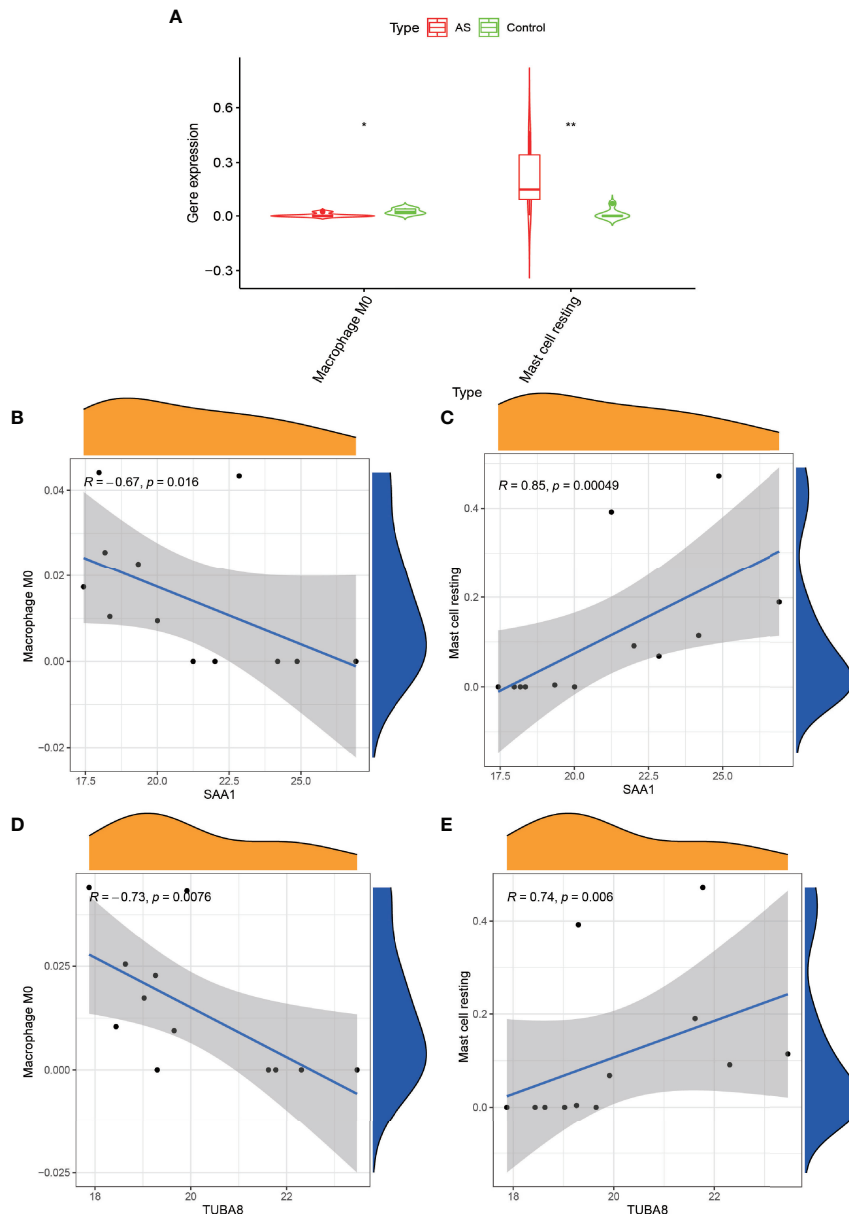 A
Type AS Control
Gene expression
0.6
0.3
0.0
−0.3
* **
Macrophage M0
Mast cell resting
Type
B
R = −0.67, p = 0.016
Macrophage M0
0.04
0.02
0.00
−0.02
17.5 20.0 22.5 25.0
SAA1
C
R = 0.85, p = 0.00049
Mast cell resting
0.4
0.2
0.0
17.5 20.0 22.5 25.0
SAA1
D
R = −0.73, p = 0.0076
Macrophage M0
0.025
0.000
−0.025
18 20 22
TUBA8
E
R = 0.74, p = 0.006
Mast cell resting
0.4
0.2
0.0
18 20 22
TUBA8